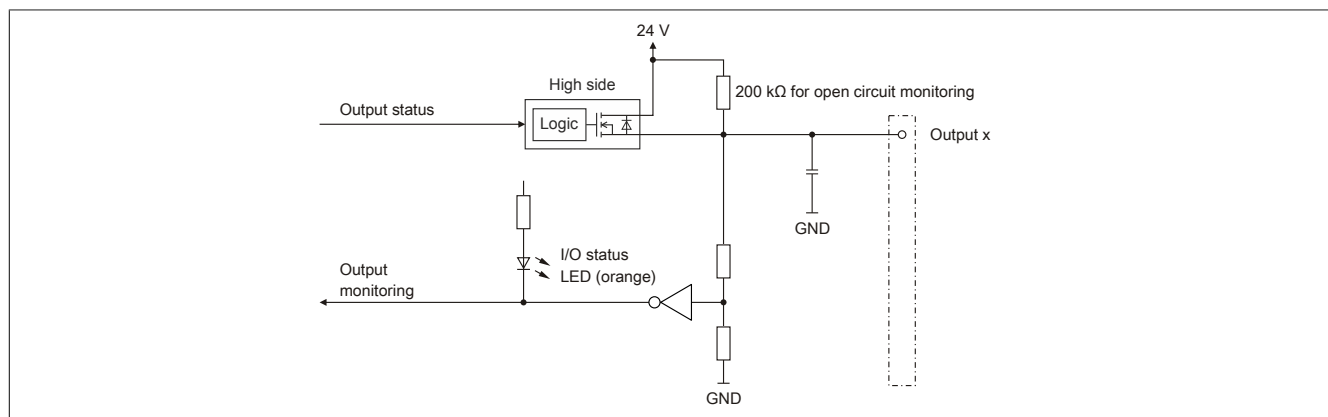 24 V
High side
200 kΩ for open circuit monitoring
Output status
Logic
Output x
GND
I/O status
LED (orange)
Output
monitoring
GND